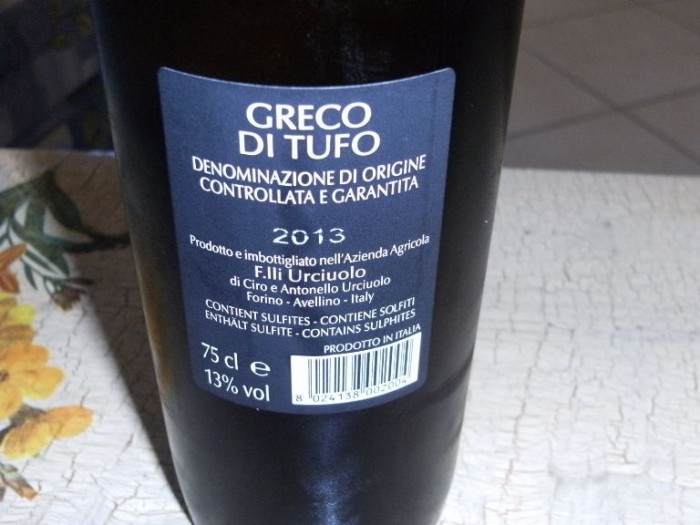 GRECO
DI TUFO
DENOMINAZIONE DI ORIGINE
CONTROLLATA E GARANTITA
2013
Prodotto e imbottigliato nell'Azienda Agricola
F.lli Urciuolo
di Ciro e Antonello Urciuolo
Forino - Avellino - Italy
CONTIENT SULFITES - CONTIENE SOLFITI
ENTHÄLT SULFITE - CONTAINS SULPHITES
PRODOTTO IN ITALIA
75 cl e
13% vol
8 024138 002004